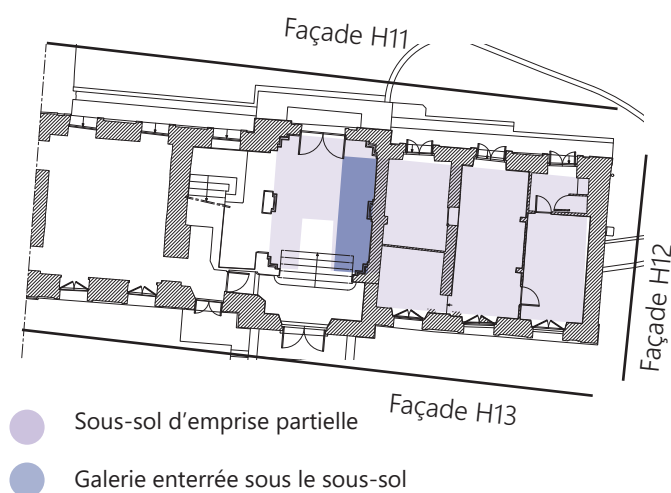 Façade H11
Façade H12
Façade H13
Sous-sol d'emprise partielle
Galerie enterrée sous le sous-sol